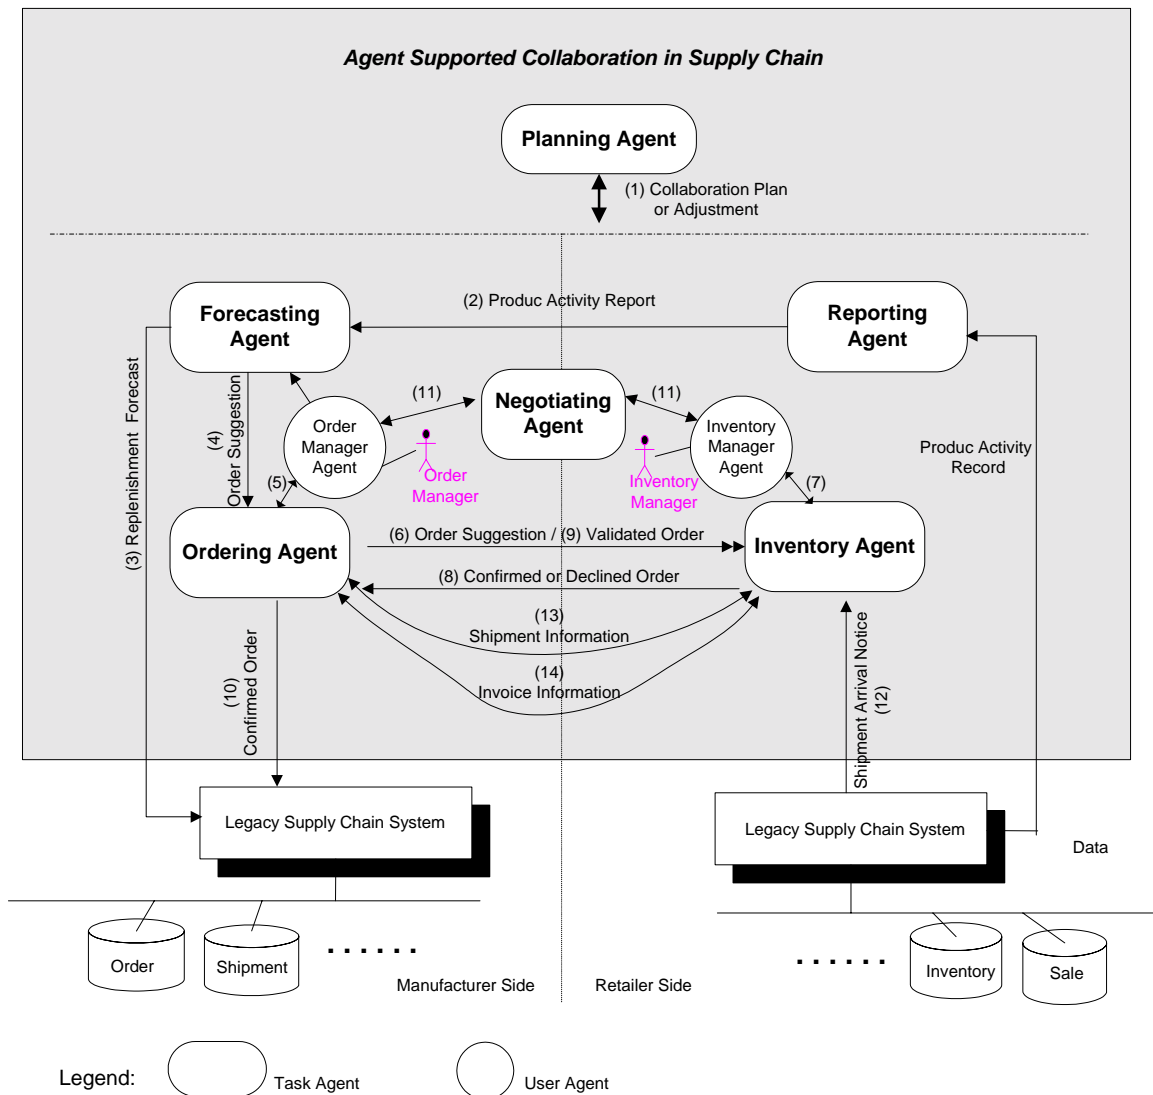 Agent Supported Collaboration in Supply Chain
Planning Agent
(1) Collaboration Plan
or Adjustment
Forecasting
Agent
(2) Produc Activity Report
Reporting
Agent
(3) Replenishment Forecast
(4)
Order Suggestion
Order
Manager
Agent
(11)
Negotiating
Agent
(11)
Inventory
Manager
Agent
Produc Activity
Record
Order
Manager
Inventory
Manager
(5)
(7)
Ordering Agent
(6) Order Suggestion / (9) Validated Order
Inventory Agent
(8) Confirmed or Declined Order
(13)
Shipment Information
(14)
Invoice Information
(10)
Confirmed Order
Shipment Arrival Notice
(12)
Legacy Supply Chain System
Legacy Supply Chain System
Data
Order
Shipment
......
Manufacturer Side
Retailer Side
......
Inventory
Sale
Legend:
Task Agent
User Agent